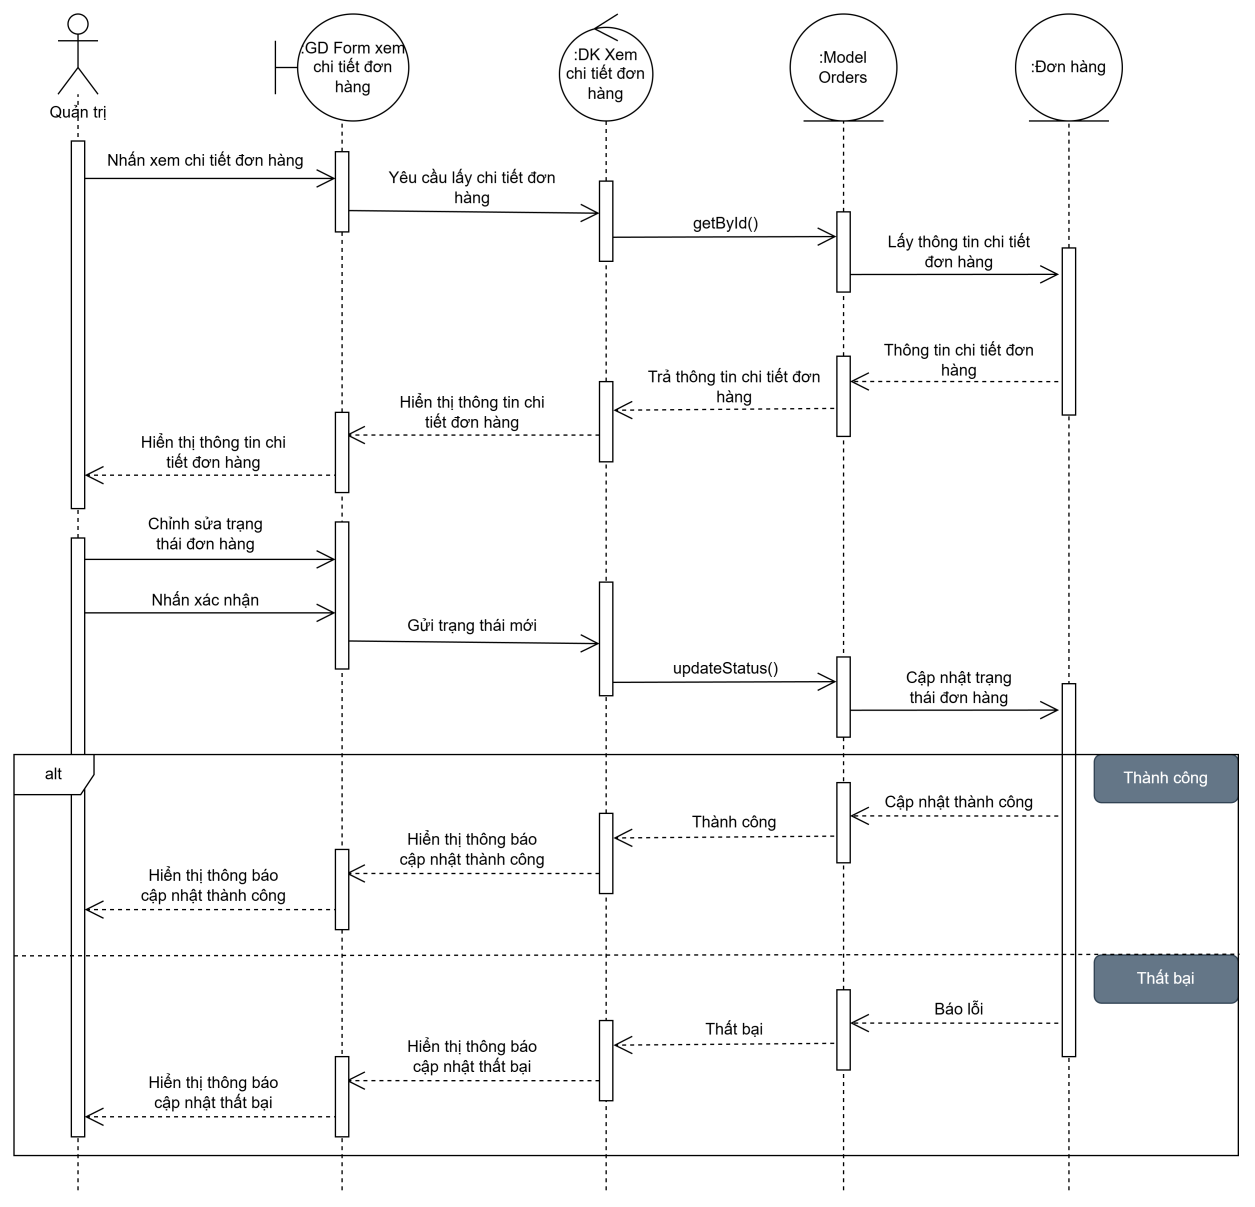 Quản trị
:GD Form xem
chi tiết đơn
hàng
:DK Xem
chi tiết đơn
hàng
:Model
Orders
:Đơn hàng
Nhấn xem chi tiết đơn hàng
Yêu cầu lấy chi tiết đơn
hàng
getById()
Lấy thông tin chi tiết
đơn hàng
Thông tin chi tiết đơn
hàng
Trả thông tin chi tiết đơn
hàng
Hiển thị thông tin chi
tiết đơn hàng
Hiển thị thông tin chi
tiết đơn hàng
Chỉnh sửa trạng
thái đơn hàng
Nhấn xác nhận
Gửi trạng thái mới
updateStatus()
Cập nhật trạng
thái đơn hàng
alt
Thành công
Cập nhật thành công
Thành công
Hiển thị thông báo
cập nhật thành công
Hiển thị thông báo
cập nhật thành công
Thất bại
Báo lỗi
Thất bại
Hiển thị thông báo
cập nhật thất bại
Hiển thị thông báo
cập nhật thất bại